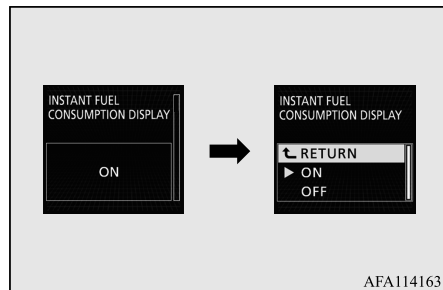 INSTANT FUEL
CONSUMPTION DISPLAY
ON
INSTANT FUEL
CONSUMPTION DISPLAY
RETURN
ON
OFF
AFA114163